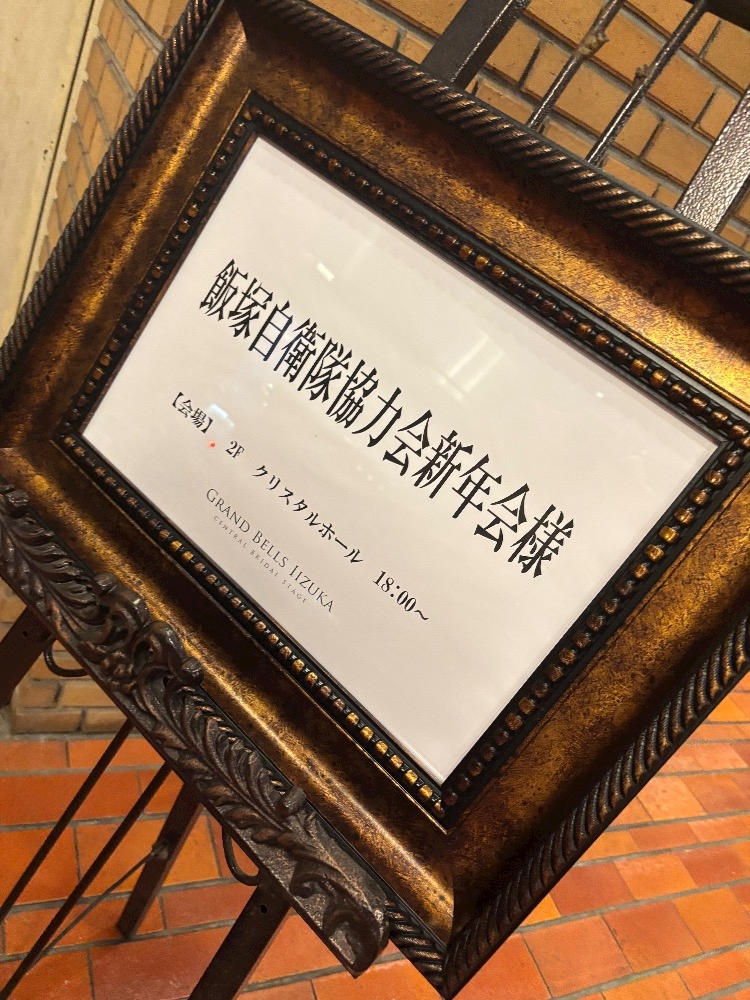 飯塚自衛隊協力会新年会様
【会場】 2F クリスタルホール 18:00~
GRAND BELLS IIZUKA
CENTRAL BRIDAL STAGE